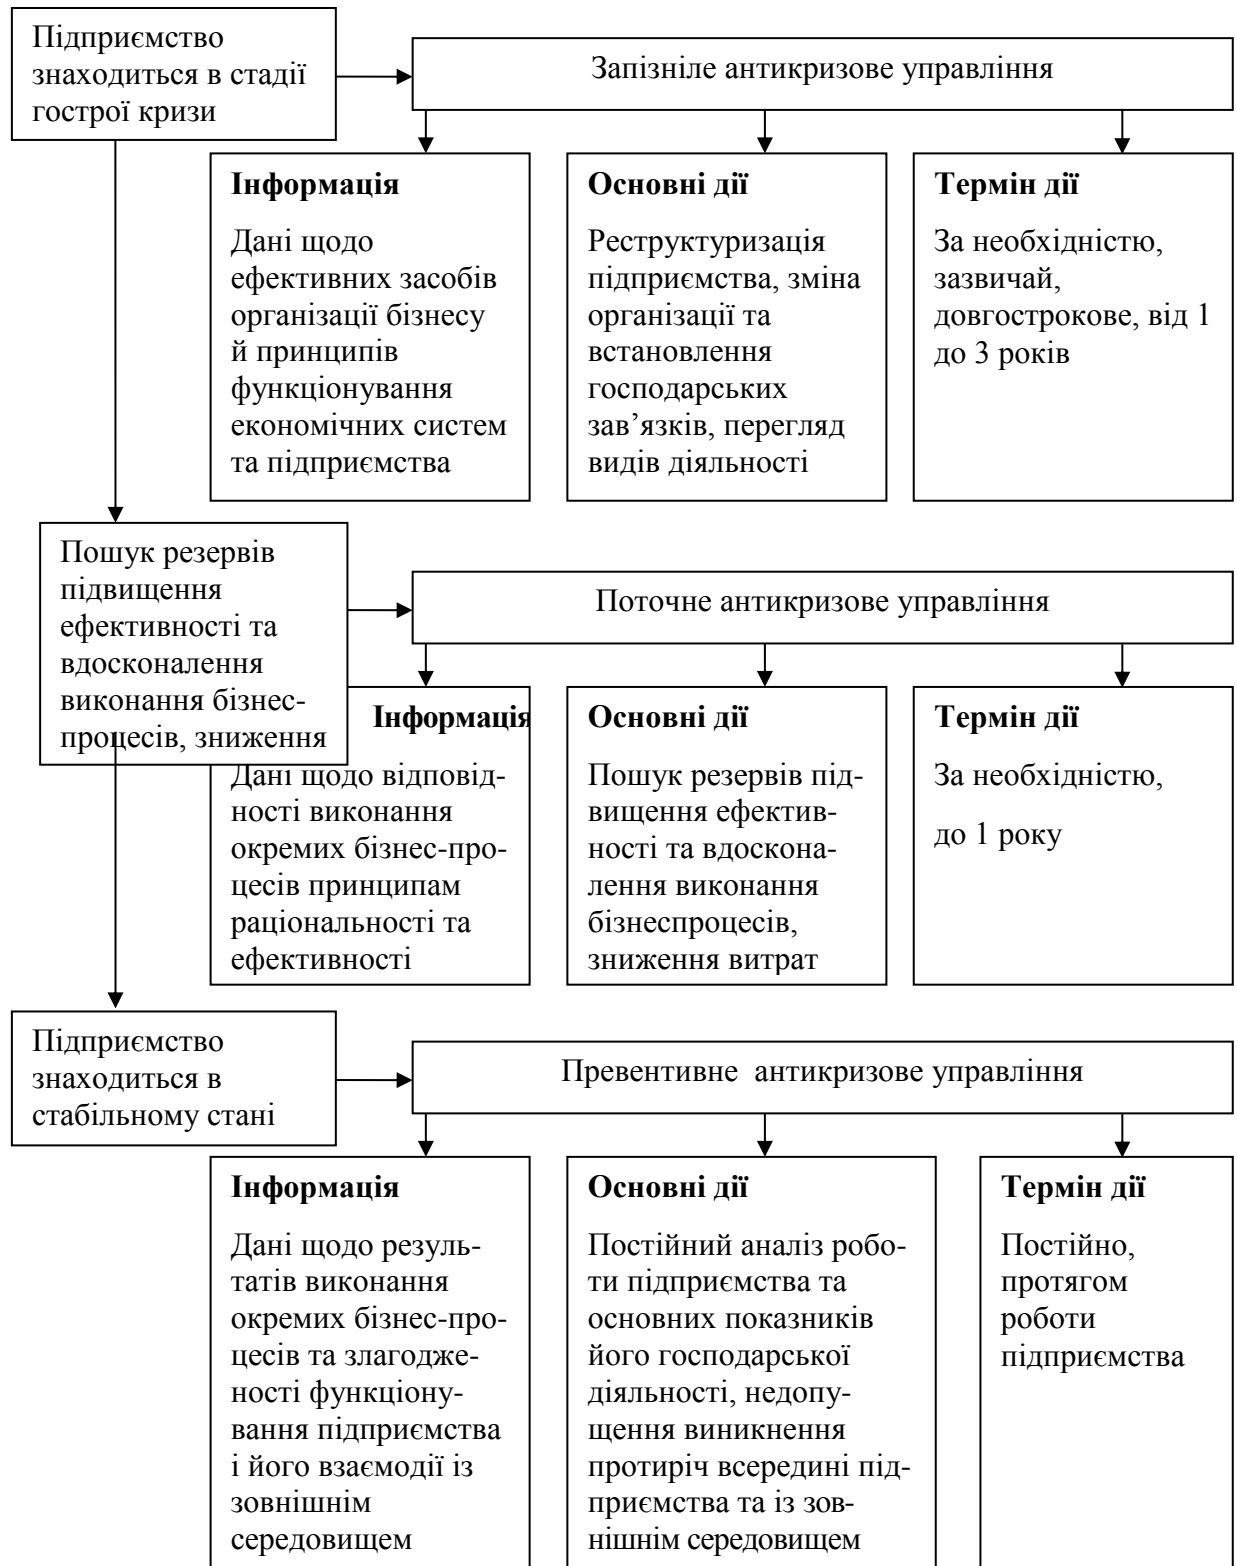 Підприємство
знаходиться в стадії
гострої кризи
Запізніле антикризове управління
Інформація
Дані щодо
ефективних засобів
організації бізнесу
й принципів
функціонування
економічних систем
та підприємства
Основні дії
Реструктуризація
підприємства, зміна
організації та
встановлення
господарських
зав’язків, перегляд
видів діяльності
Термін дії
За необхідністю,
зазвичай,
довгострокове, від 1
до 3 років
Пошук резервів
підвищення
ефективності та
вдосконалення
виконання бізнес-
процесів, зниження
Поточне антикризове управління
Інформація
Дані щодо відповід-
ності виконання
окремих бізнес-про-
цесів принципам
раціональності та
ефективності
Основні дії
Пошук резервів під-
вищення ефектив-
ності та вдоскона-
лення виконання
бізнеспроцесів,
зниження витрат
Термін дії
За необхідністю,
до 1 року
Підприємство
знаходиться в
стабільному стані
Превентивне  антикризове управління
Інформація
Дані щодо резуль-
татів виконання
окремих бізнес-про-
цесів та злагодже-
ності функціону-
вання підприємства
і його взаємодії із
зовнішнім
середовищем
Основні дії
Постійний аналіз робо-
ти підприємства та
основних показників
його господарської
діяльності, недопу-
щення виникнення
протиріч всередині під-
приємства та із зов-
нішнім середовищем
Термін дії
Постійно,
протягом
роботи
підприємства